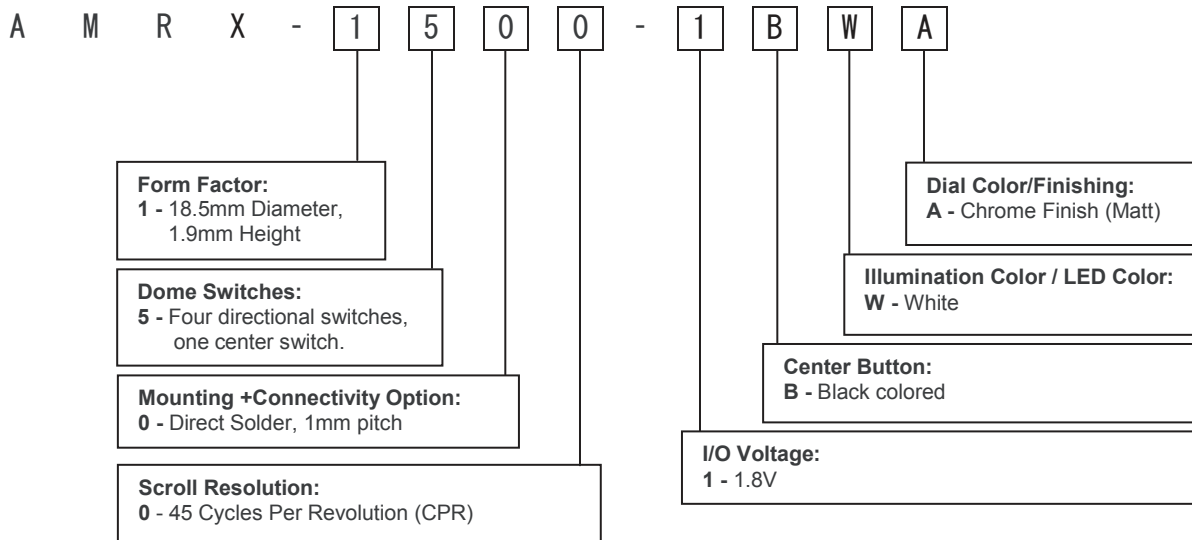 A M R X - 1 5 0 0 - 1 B W A
Form Factor:
1 - 18.5mm Diameter,
1.9mm Height
Dome Switches:
5 - Four directional switches,
one center switch.
Mounting +Connectivity Option:
0 - Direct Solder, 1mm pitch
Scroll Resolution:
0 - 45 Cycles Per Revolution (CPR)
Dial Color/Finishing:
A - Chrome Finish (Matt)
Illumination Color / LED Color:
W - White
Center Button:
B - Black colored
I/O Voltage:
1 - 1.8V